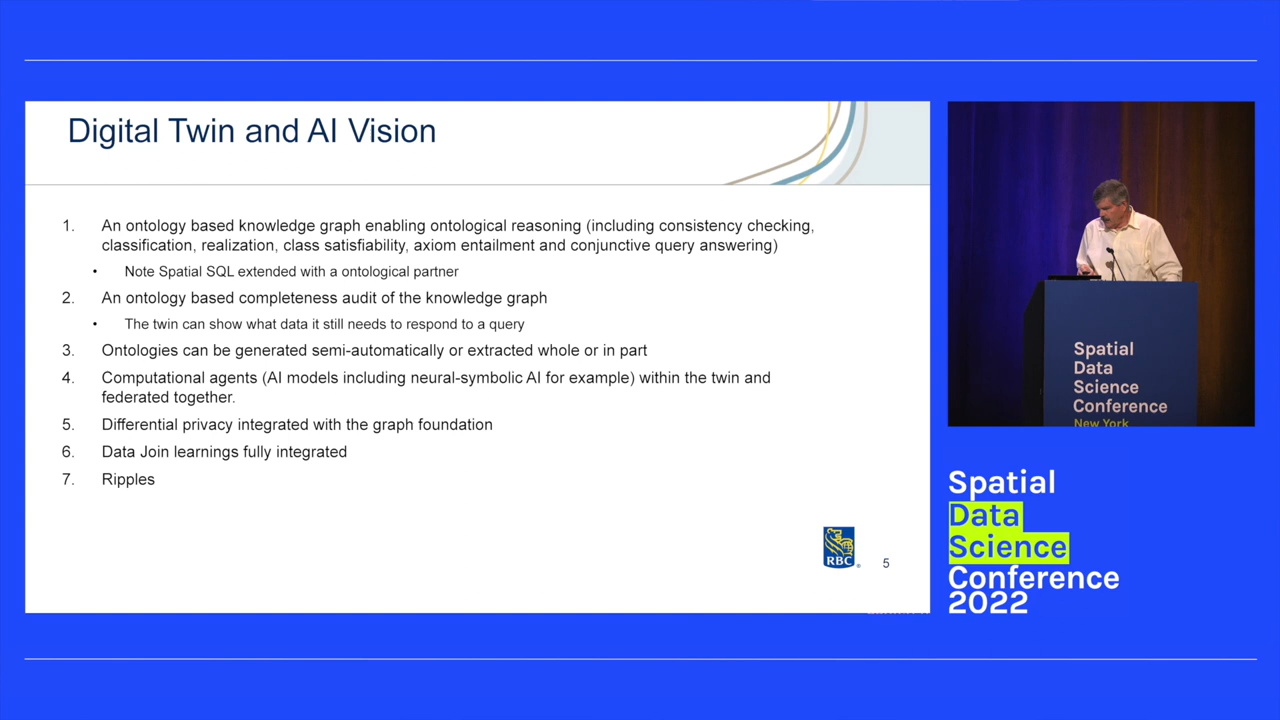 Digital Twin and AI Vision
1. An ontology based knowledge graph enabling ontological reasoning (including consistency checking,
classification, realization, class satisfiability, axiom entailment and conjunctive query answering)
• Note Spatial SQL extended with a ontological partner
2. An ontology based completeness audit of the knowledge graph
• The twin can show what data it still needs to respond to a query
3. Ontologies can be generated semi-automatically or extracted whole or in part
4. Computational agents (AI models including neural-symbolic AI for example) within the twin and
federated together.
5. Differential privacy integrated with the graph foundation
6. Data Join learnings fully integrated
7. Ripples
RBC
®
5
Spatial
Data
Science
Conference
New York
Spatial
Data
Science
Conference
2022